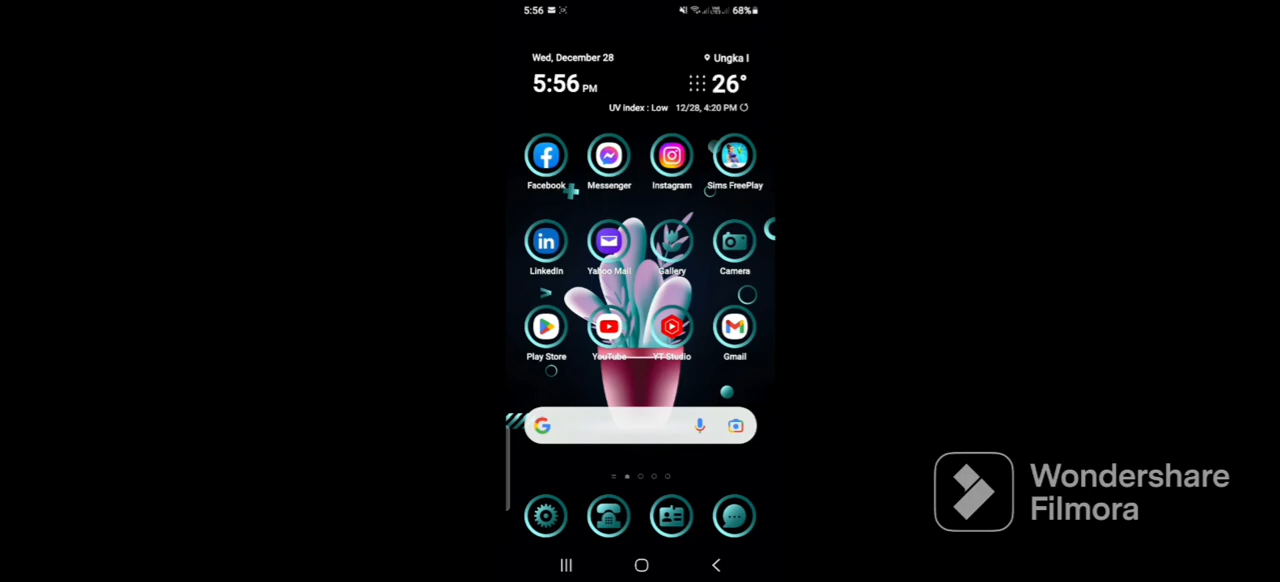 5:56 68%
Wed, December 28 Ungka I
5:56 PM 26°
UV index : Low 12/28, 4:20 PM
Facebook Messenger Instagram Sims FreePlay
LinkedIn Yahoo Mail Gallery Camera
Play Store YouTube YT Studio Gmail
Wondershare
Filmora